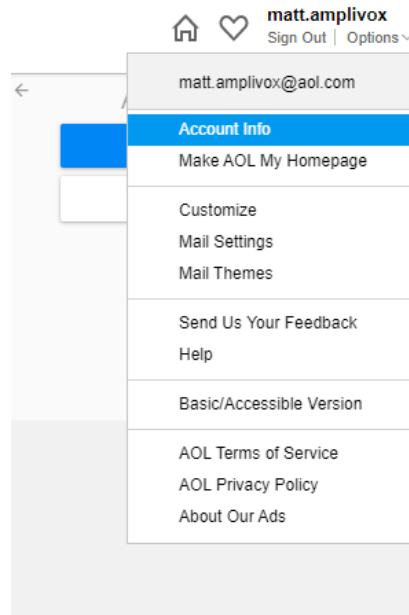 matt.amplivox
Sign Out | Options
matt.amplivox@aol.com
Account Info
Make AOL My Homepage
Customize
Mail Settings
Mail Themes
Send Us Your Feedback
Help
Basic/Accessible Version
AOL Terms of Service
AOL Privacy Policy
About Our Ads